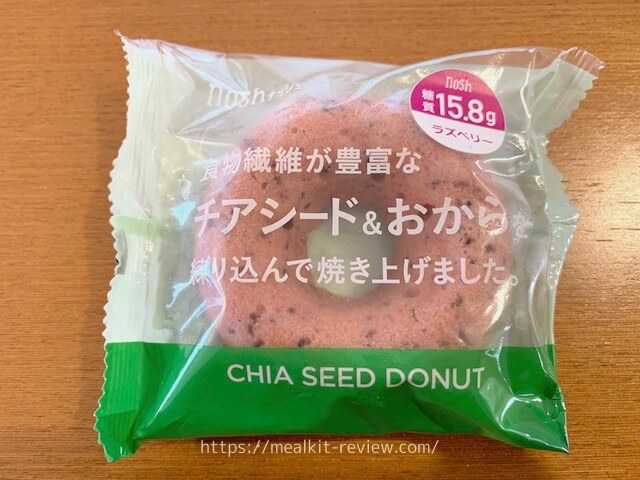 nosh ナッシュ
nosh
糖質 15.8g
ラズベリー
食物繊維が豊富な
チアシード&おからを
練り込んで焼き上げました。
CHIA SEED DONUT
https://mealkit-review.com/